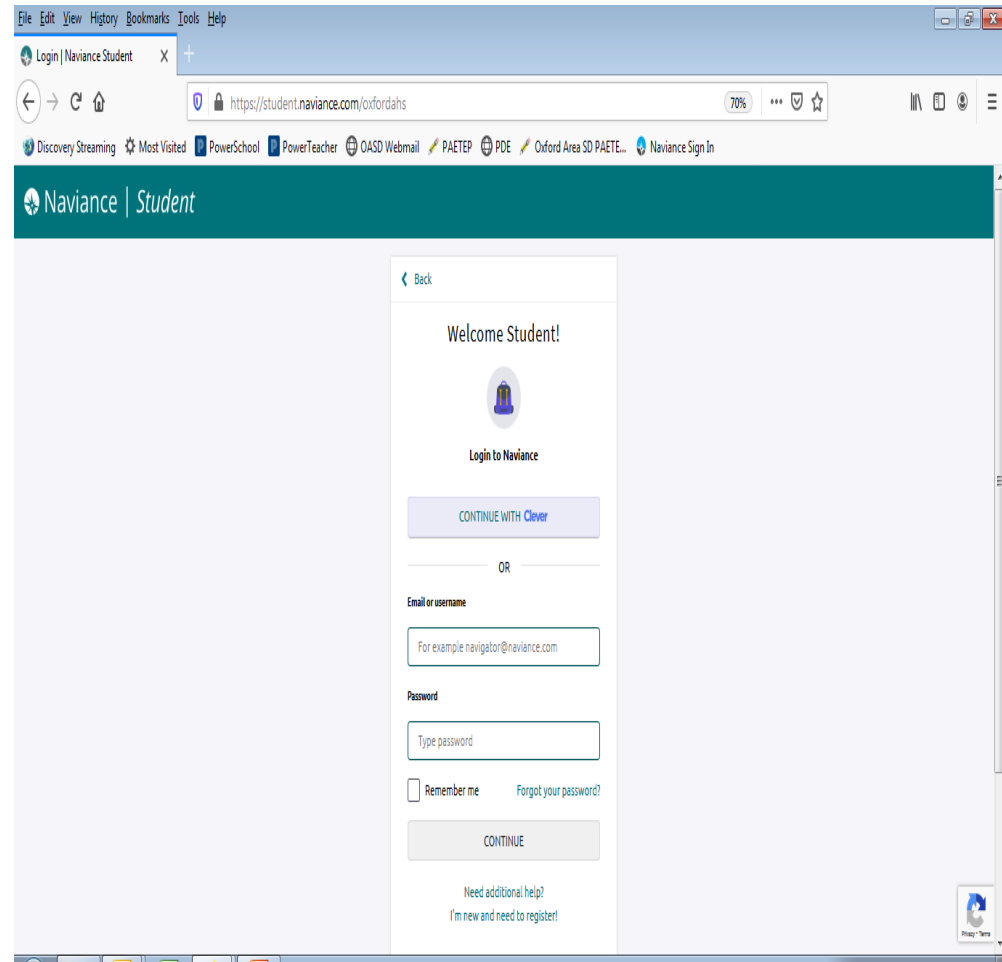 File Edit View History Bookmarks Tools Help
Login | Naviance Student X +
https://student.naviance.com/oxfordahs 70%
Discovery Streaming Most Visited PowerSchool PowerTeacher OASD Webmail PAETEP PDE Oxford Area SD PAETE... Naviance Sign In
Naviance | Student
Back
Welcome Student!
Login to Naviance
CONTINUE WITH Clever
OR
Email or username
For example navigator@naviance.com
Password
Type password
Remember me Forgot your password?
CONTINUE
Need additional help?
I'm new and need to register!
Privacy - Terms